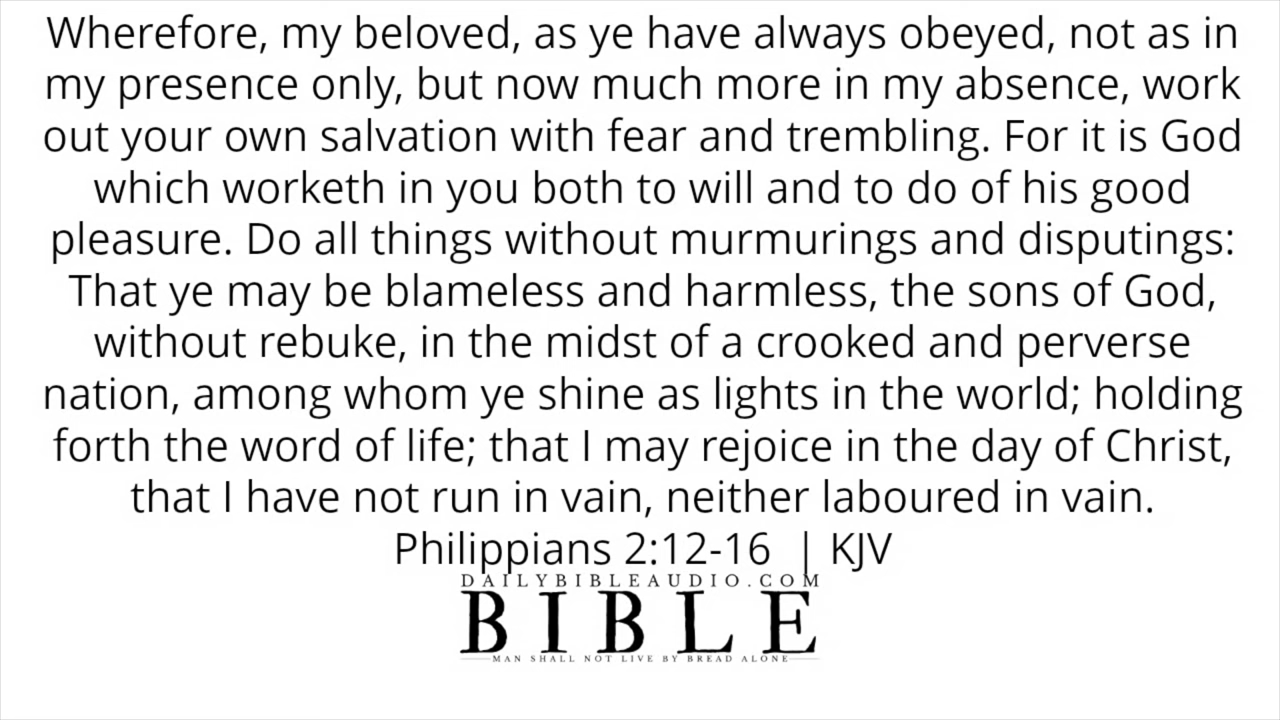 Wherefore, my beloved, as ye have always obeyed, not as in
my presence only, but now much more in my absence, work
out your own salvation with fear and trembling. For it is God
which worketh in you both to will and to do of his good
pleasure. Do all things without murmurings and disputings:
That ye may be blameless and harmless, the sons of God,
without rebuke, in the midst of a crooked and perverse
nation, among whom ye shine as lights in the world; holding
forth the word of life; that I may rejoice in the day of Christ,
that I have not run in vain, neither laboured in vain.
Philippians 2:12-16 | KJV
DAILYBIBLEAUDIO.COM
BIBLE
MAN SHALL NOT LIVE BY BREAD ALONE